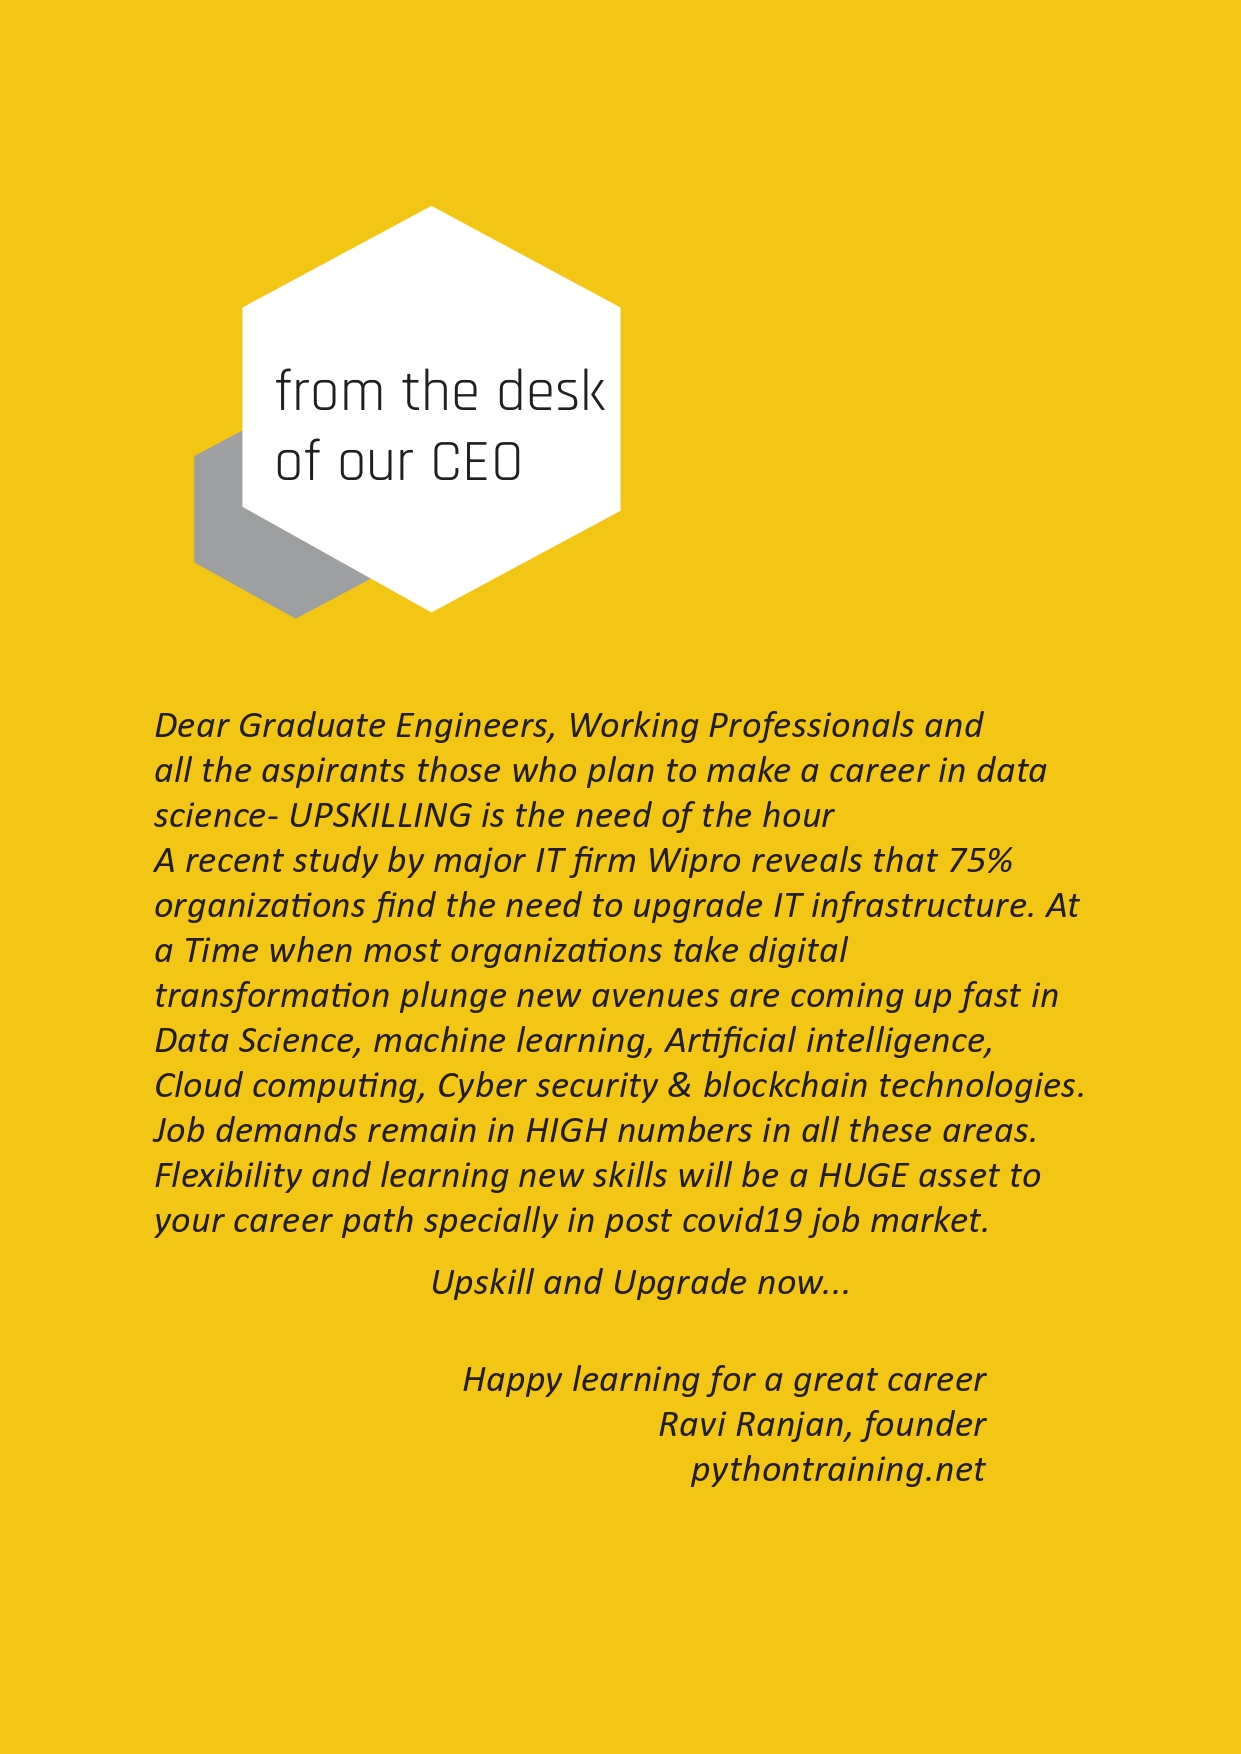 from the desk
of our CEO
Dear Graduate Engineers, Working Professionals and
all the aspirants those who plan to make a career in data
science- UPSKILLING is the need of the hour
A recent study by major IT firm Wipro reveals that 75%
organizations find the need to upgrade IT infrastructure. At
a Time when most organizations take digital
transformation plunge new avenues are coming up fast in
Data Science, machine learning, Artificial intelligence,
Cloud computing, Cyber security & blockchain technologies.
Job demands remain in HIGH numbers in all these areas.
Flexibility and learning new skills will be a HUGE asset to
your career path specially in post covid19 job market.
Upskill and Upgrade now...
Happy learning for a great career
Ravi Ranjan, founder
pythontraining.net